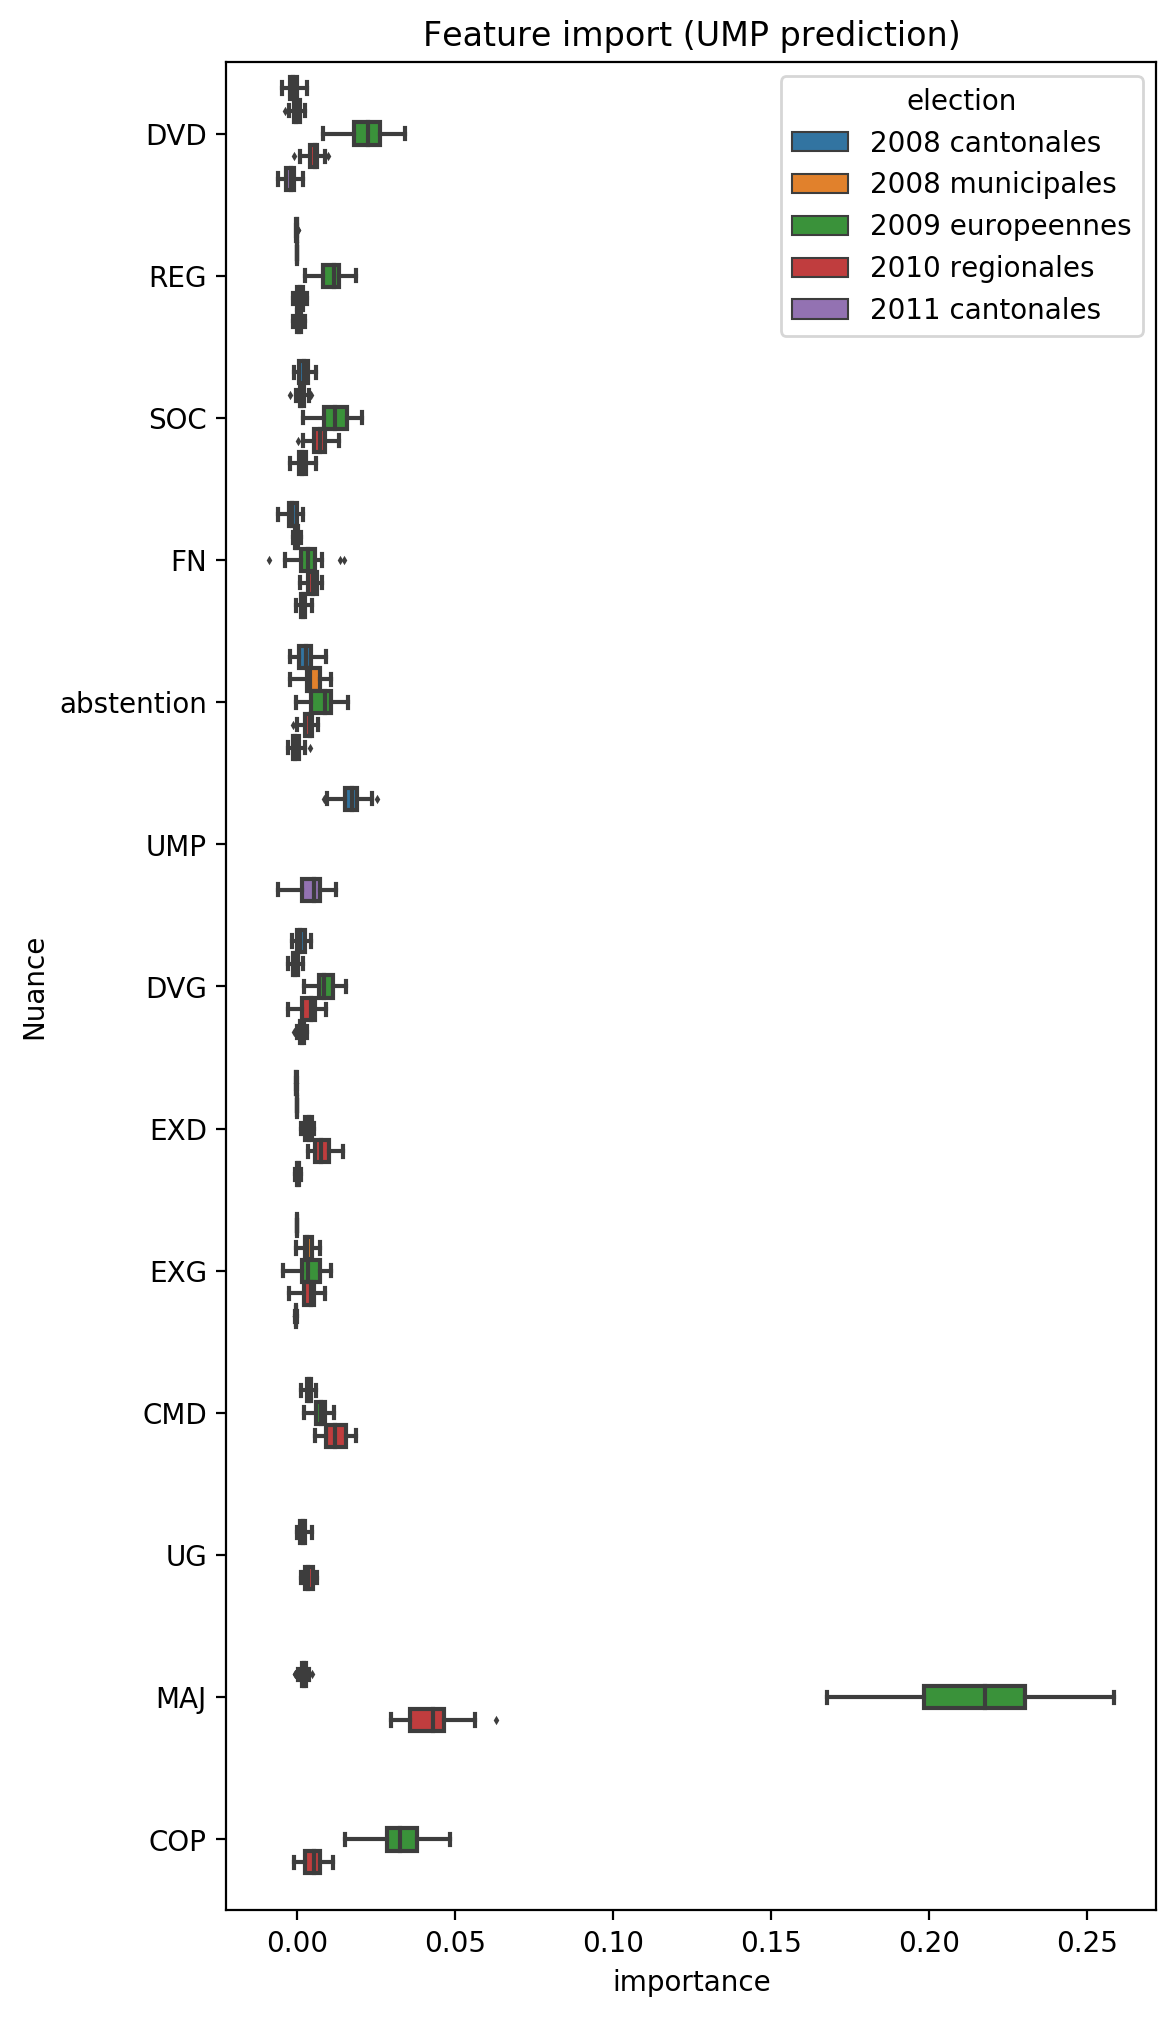 Feature import (UMP prediction)
election
2008 cantonales
2008 municipales
2009 europeennes
2010 regionales
2011 cantonales
DVD
REG
SOC
FN
abstention
UMP
DVG
EXD
EXG
CMD
UG
MAJ
COP
Nuance
0.00 0.05 0.10 0.15 0.20 0.25
importance